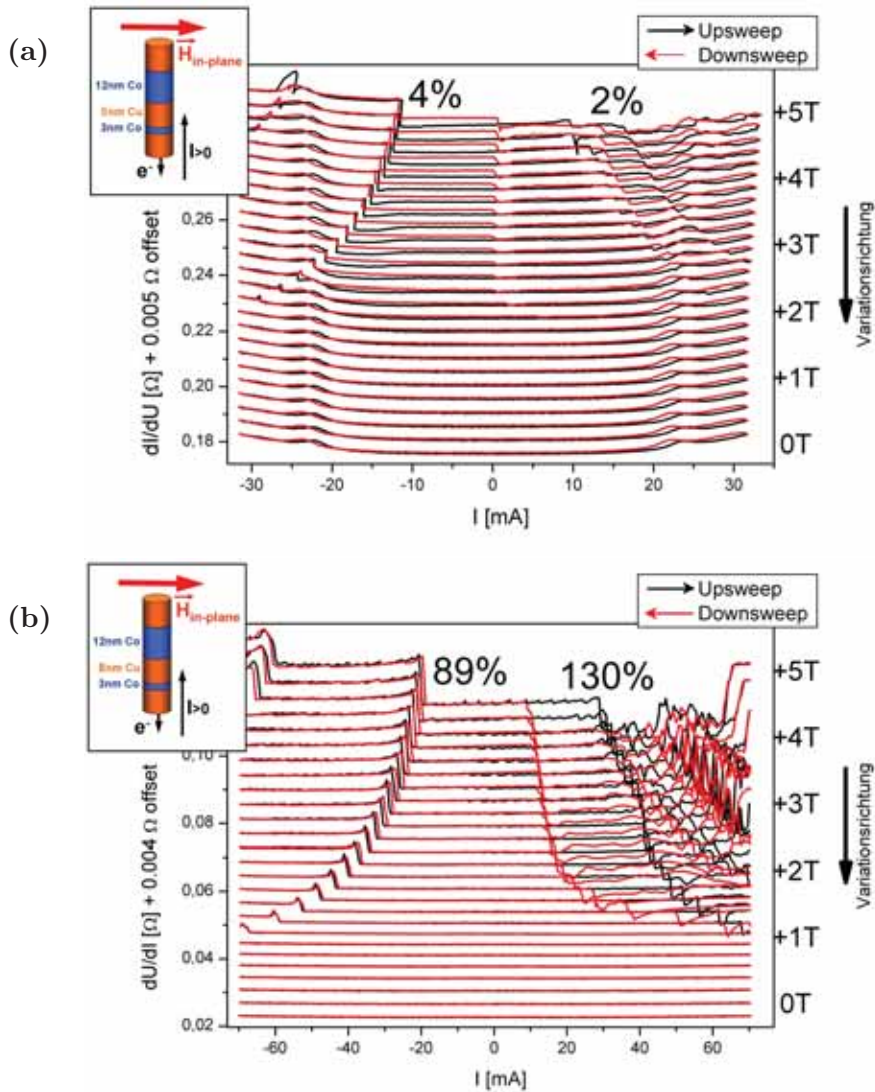 (a)
H in-plane
12nm Co
8nm Cu
3nm Co
I>0
e-
Upsweep
Downsweep
4%
2%
+5T
+4T
+3T
+2T
+1T
0T
Variationsrichtung
dI/dU [Ω] + 0.005 Ω offset
0,26
0,24
0,22
0,20
0,18
-30 -20 -10 0 10 20 30
I [mA]
(b)
H in-plane
12nm Co
8nm Cu
3nm Co
I>0
e-
Upsweep
Downsweep
89%
130%
+5T
+4T
+3T
+2T
+1T
0T
Variationsrichtung
dU/dI [Ω] + 0.004 Ω offset
0,10
0,08
0,06
0,04
0,02
-60 -40 -20 0 20 40 60
I [mA]